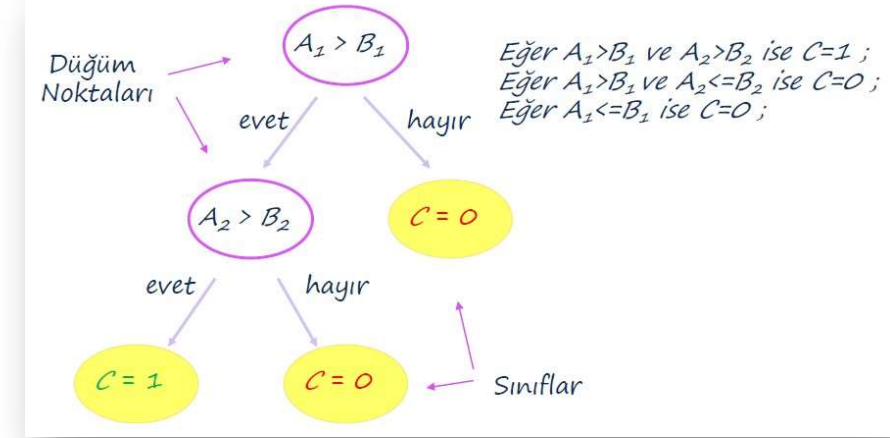 A₁ > B₁
Eğer A₁>B₁ ve A₂>B₂ ise C=1 ;
Eğer A₁>B₁ ve A₂<=B₂ ise C=0 ;
Eğer A₁<=B₁ ise C=0 ;
Düğüm
Noktaları
evet
hayır
A₂ > B₂
C = 0
evet
hayır
C = 1
C = 0
Sınıflar